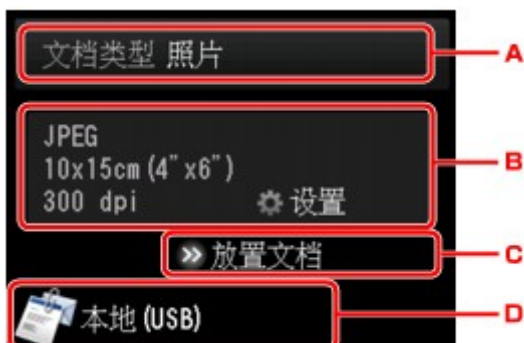 文档类型 照片
A
JPEG
10x15cm(4"x6")
300 dpi
设置
B
放置文档
C
本地(USB)
D